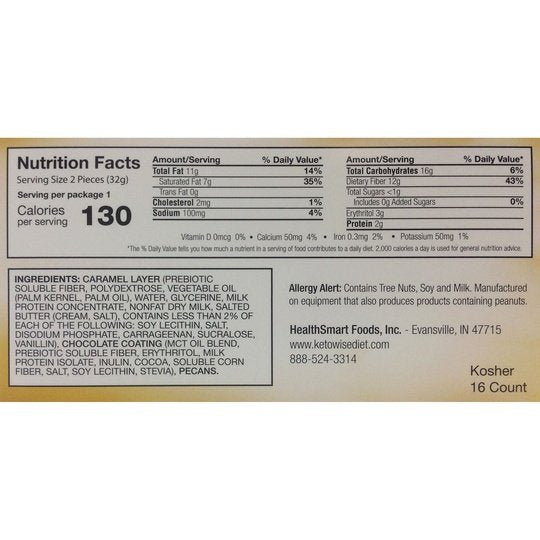 Nutrition Facts
Serving Size 2 Pieces (32g)
Serving per package 1
Calories
per serving 130
Amount/Serving % Daily Value*
Total Fat 11g 14%
Saturated Fat 7g 35%
Trans Fat 0g
Cholesterol 2mg 1%
Sodium 100mg 4%
Amount/Serving % Daily Value*
Total Carbohydrates 16g 6%
Dietary Fiber 12g 43%
Total Sugars <1g
Includes 0g Added Sugars 0%
Erythritol 3g
Protein 2g
Vitamin D 0mcg 0% • Calcium 50mg 4% • Iron 0.3mg 2% • Potassium 50mg 1%
*The % Daily Value tells you how much a nutrient in a serving of food contributes to a daily diet. 2,000 calories a day is used for general nutrition advice.
INGREDIENTS: CARAMEL LAYER (PREBIOTIC
SOLUBLE FIBER, POLYDEXTROSE, VEGETABLE OIL
(PALM KERNEL, PALM OIL), WATER, GLYCERINE, MILK
PROTEIN CONCENTRATE, NONFAT DRY MILK, SALTED
BUTTER (CREAM, SALT), CONTAINS LESS THAN 2% OF
EACH OF THE FOLLOWING: SOY LECITHIN, SALT,
DISODIUM PHOSPHATE, CARRAGEENAN, SUCRALOSE,
VANILLIN), CHOCOLATE COATING (MCT OIL BLEND,
PREBIOTIC SOLUBLE FIBER, ERYTHRITOL, MILK
PROTEIN ISOLATE, INULIN, COCOA, SOLUBLE CORN
FIBER, SALT, SOY LECITHIN, STEVIA), PECANS.
Allergy Alert: Contains Tree Nuts, Soy and Milk. Manufactured
on equipment that also produces products containing peanuts.
HealthSmart Foods, Inc. - Evansville, IN 47715
www.ketowisediet.com
888-524-3314
Kosher
16 Count